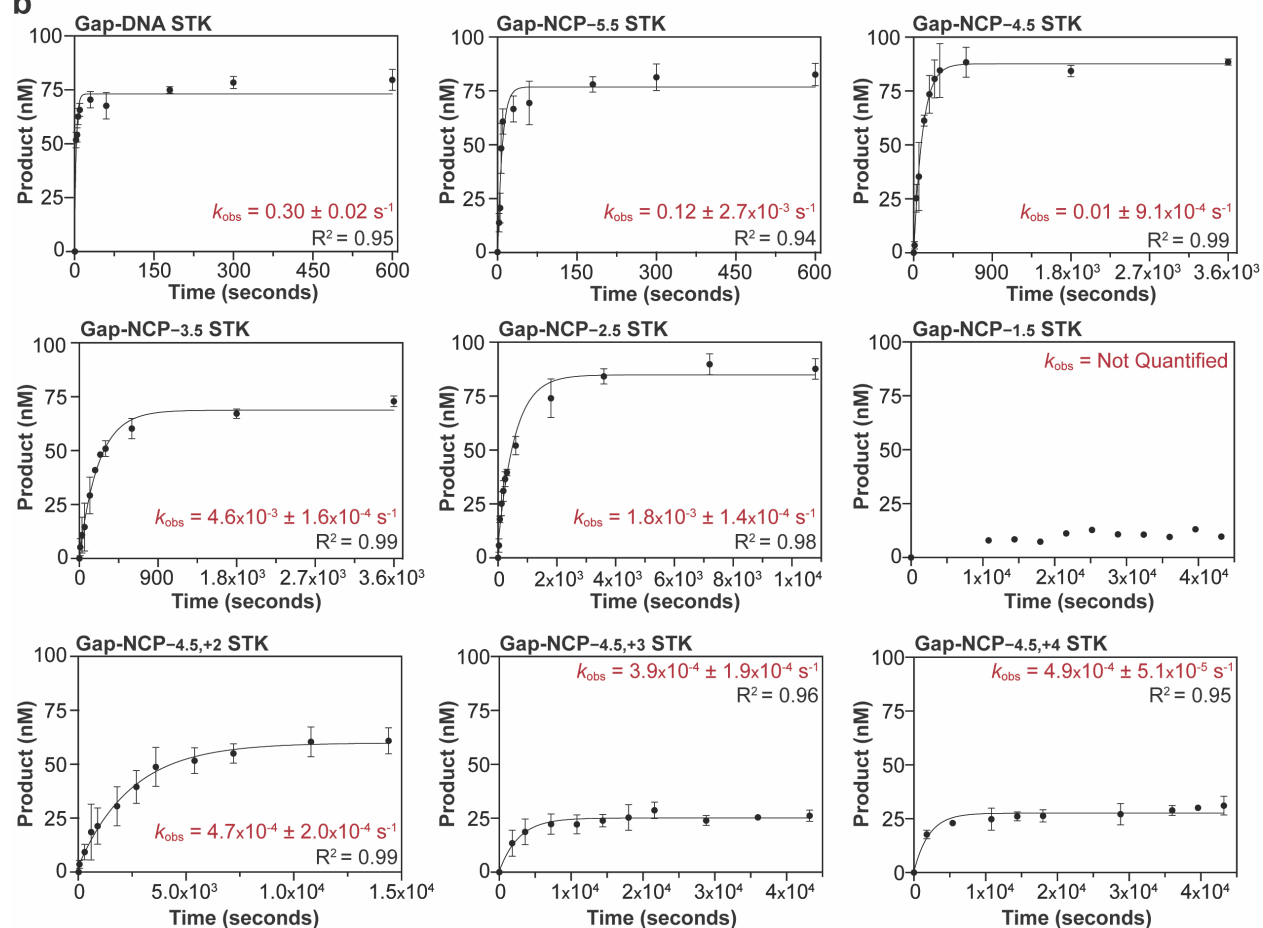 b
Gap-DNA STK
100
75
50
25
0
Product (nM)
k_obs = 0.30 ± 0.02 s⁻¹
R² = 0.95
0 150 300 450 600
Time (seconds)
Gap-NCP−5.5 STK
100
75
50
25
0
Product (nM)
k_obs = 0.12 ± 2.7x10⁻³ s⁻¹
R² = 0.94
0 150 300 450 600
Time (seconds)
Gap-NCP−4.5 STK
100
75
50
25
0
Product (nM)
k_obs = 0.01 ± 9.1x10⁻⁴ s⁻¹
R² = 0.99
0 900 1.8x10³ 2.7x10³ 3.6x10³
Time (seconds)
Gap-NCP−3.5 STK
100
75
50
25
0
Product (nM)
k_obs = 4.6x10⁻³ ± 1.6x10⁻⁴ s⁻¹
R² = 0.99
0 900 1.8x10³ 2.7x10³ 3.6x10³
Time (seconds)
Gap-NCP−2.5 STK
100
75
50
25
0
Product (nM)
k_obs = 1.8x10⁻³ ± 1.4x10⁻⁴ s⁻¹
R² = 0.98
0 2x10³ 4x10³ 6x10³ 8x10³ 1x10⁴
Time (seconds)
Gap-NCP−1.5 STK
100
75
50
25
0
Product (nM)
k_obs = Not Quantified
0 1x10⁴ 2x10⁴ 3x10⁴ 4x10⁴
Time (seconds)
Gap-NCP−4.5,+2 STK
100
75
50
25
0
Product (nM)
k_obs = 4.7x10⁻⁴ ± 2.0x10⁻⁴ s⁻¹
R² = 0.99
0 5.0x10³ 1.0x10⁴ 1.5x10⁴
Time (seconds)
Gap-NCP−4.5,+3 STK
100
75
50
25
0
Product (nM)
k_obs = 3.9x10⁻⁴ ± 1.9x10⁻⁴ s⁻¹
R² = 0.96
0 1x10⁴ 2x10⁴ 3x10⁴ 4x10⁴
Time (seconds)
Gap-NCP−4.5,+4 STK
100
75
50
25
0
Product (nM)
k_obs = 4.9x10⁻⁴ ± 5.1x10⁻⁵ s⁻¹
R² = 0.95
0 1x10⁴ 2x10⁴ 3x10⁴ 4x10⁴
Time (seconds)